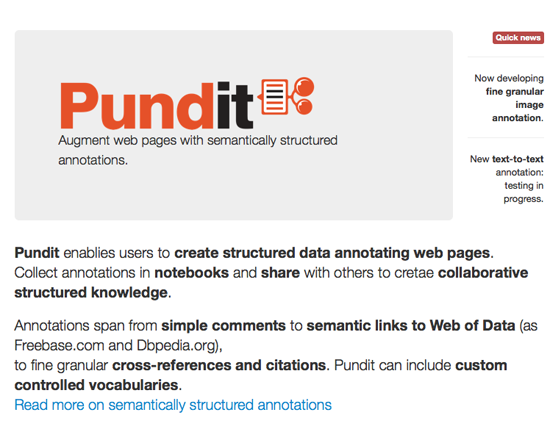 Pundit
Augment web pages with semantically structured
annotations.
Quick news
Now developing
fine granular
image
annotation.
New text-to-text
annotation:
testing in
progress.
Pundit enablies users to create structured data annotating web pages.
Collect annotations in notebooks and share with others to cretae collaborative
structured knowledge.
Annotations span from simple comments to semantic links to Web of Data (as
Freebase.com and Dbpedia.org),
to fine granular cross-references and citations. Pundit can include custom
controlled vocabularies.
Read more on semantically structured annotations